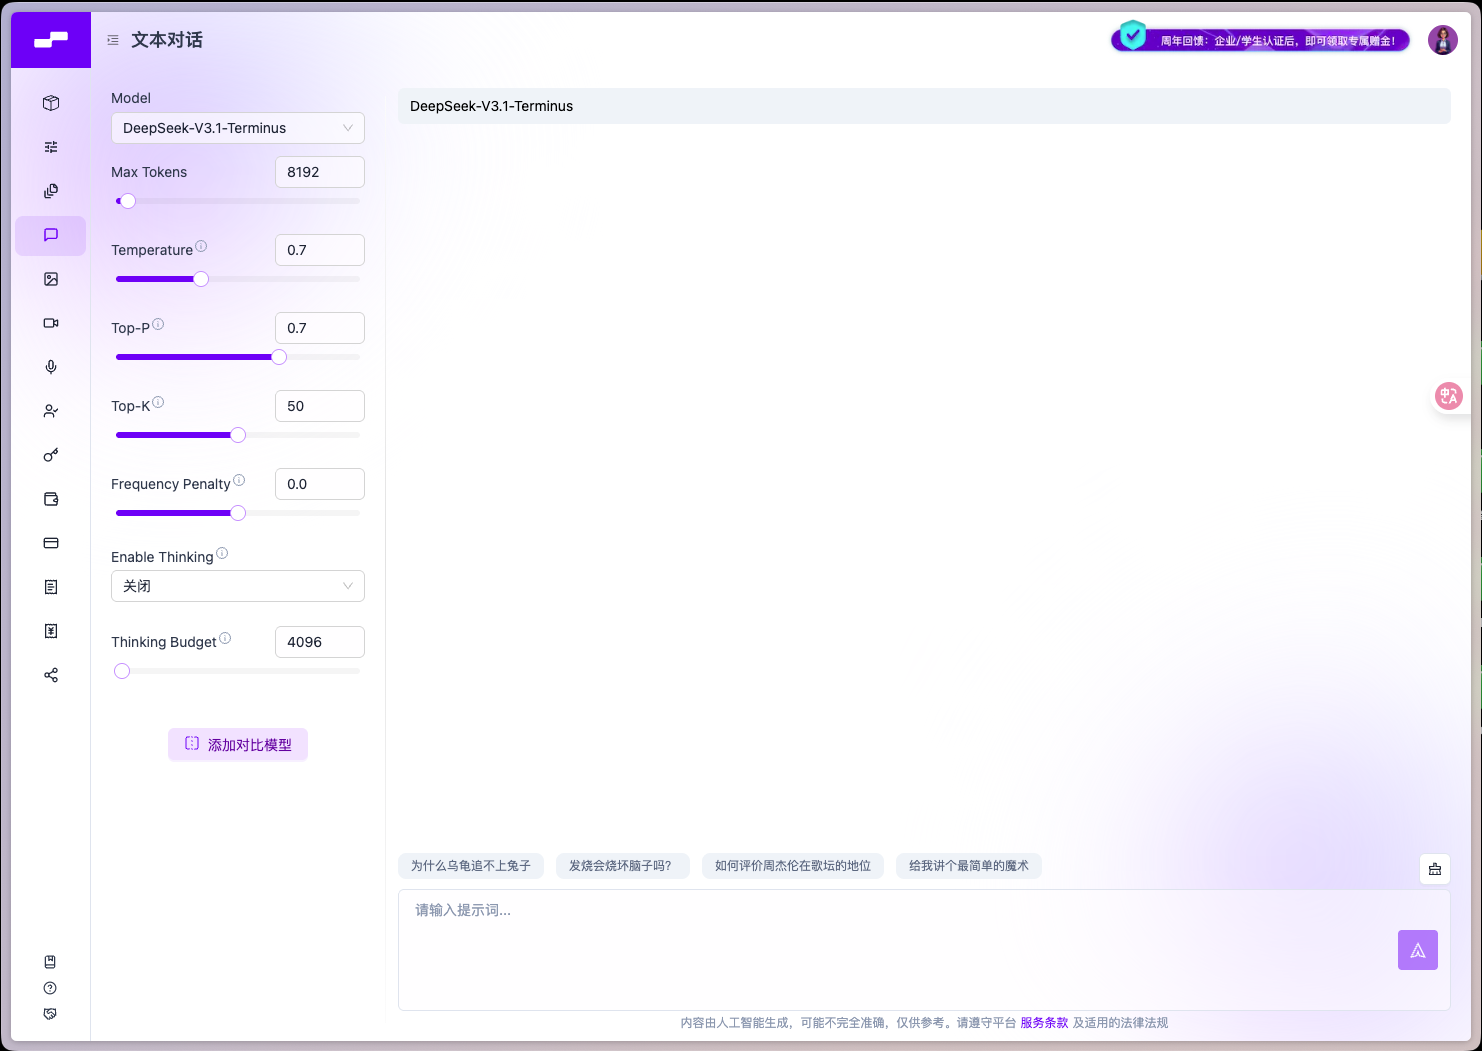 文本对话
周年回馈：企业/学生认证后，即可领取专属赠金！
Model
DeepSeek-V3.1-Terminus
Max Tokens
8192
Temperature
0.7
Top-P
0.7
Top-K
50
Frequency Penalty
0.0
Enable Thinking
关闭
Thinking Budget
4096
添加对比模型
DeepSeek-V3.1-Terminus
为什么乌龟追不上兔子
发烧会烧坏脑子吗？
如何评价周杰伦在歌坛的地位
给我讲个最简单的魔术
请输入提示词...
内容由人工智能生成，可能不完全准确，仅供参考。请遵守平台 服务条款 及适用的法律法规
中A